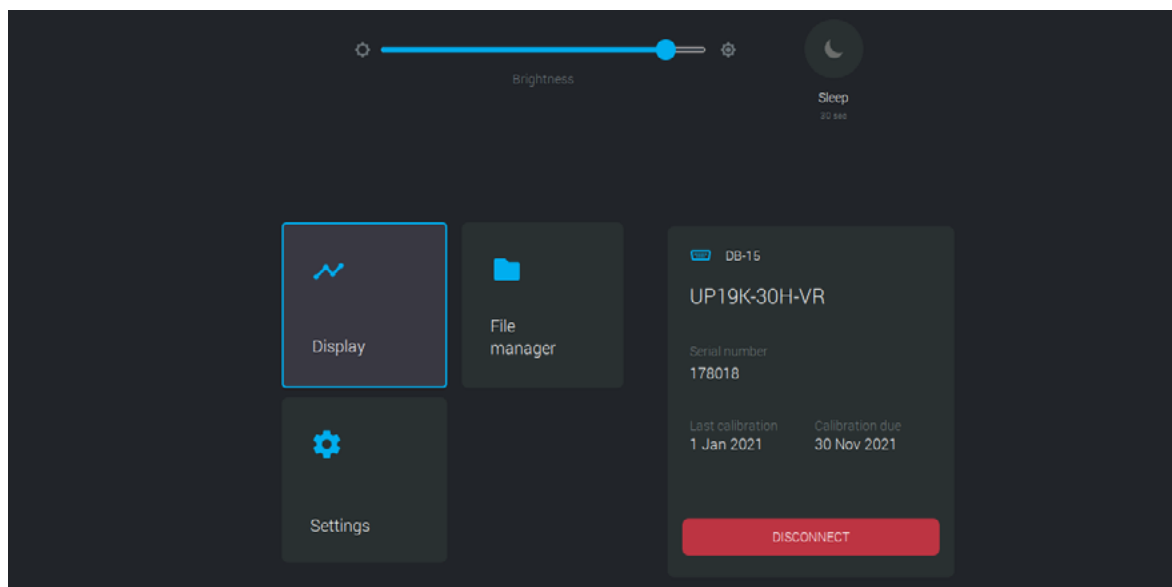 Brightness
Sleep
30 sec
Display
File
manager
Settings
DB-15
UP19K-30H-VR
Serial number
178018
Last calibration
Calibration due
1 Jan 2021
30 Nov 2021
DISCONNECT